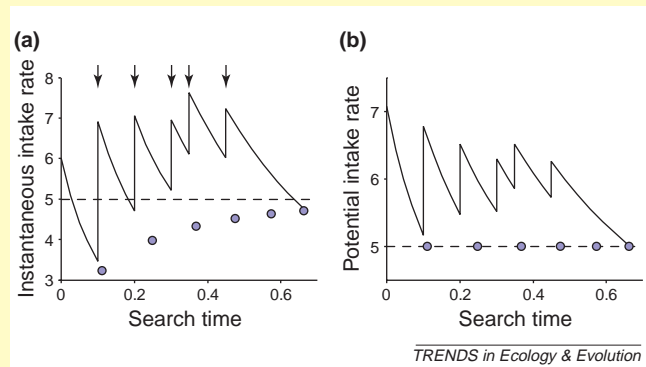 (a)
Instantaneous intake rate
8
7
6
5
4
3
0
0.2
0.4
0.6
Search time
(b)
Potential intake rate
7
6
5
0
0.2
0.4
0.6
Search time
TRENDS in Ecology & Evolution